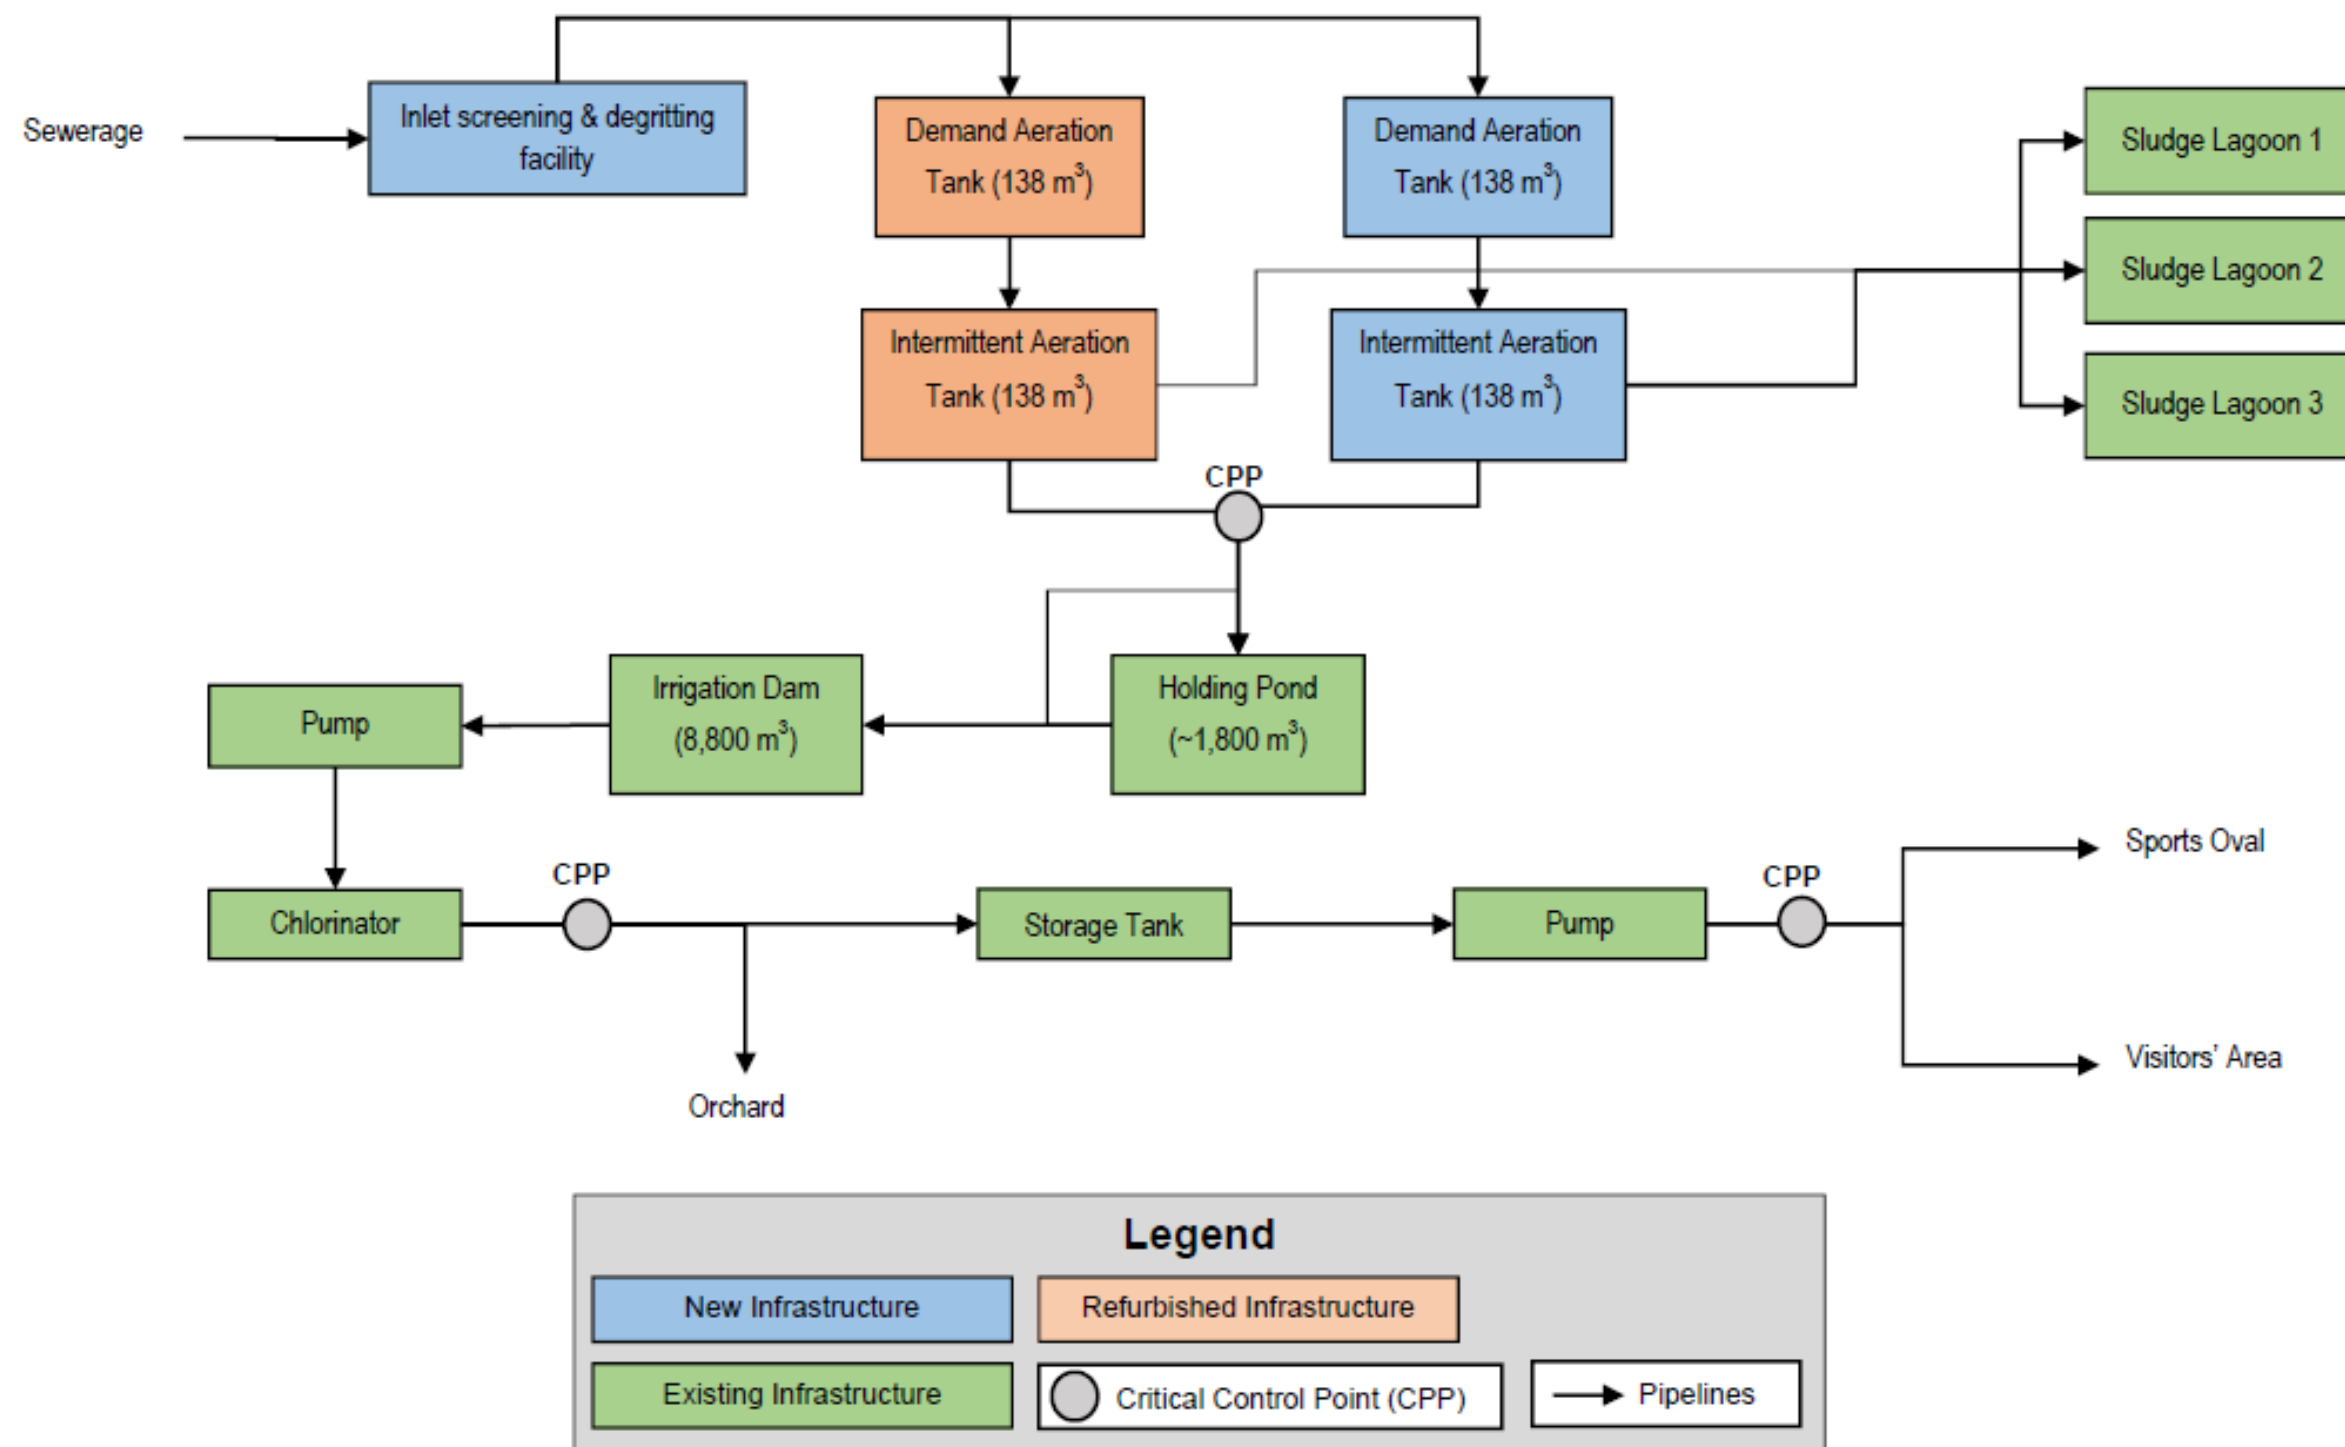 Sewerage
Inlet screening & degritting
facility
Demand Aeration
Tank (138 m³)
Demand Aeration
Tank (138 m³)
Sludge Lagoon 1
Sludge Lagoon 2
Sludge Lagoon 3
Intermittent Aeration
Tank (138 m³)
Intermittent Aeration
Tank (138 m³)
CPP
Pump
Irrigation Dam
(8,800 m³)
Holding Pond
(~1,800 m³)
Chlorinator
CPP
Storage Tank
Pump
CPP
Sports Oval
Visitors' Area
Orchard
Legend
New Infrastructure
Refurbished Infrastructure
Existing Infrastructure
Critical Control Point (CPP)
Pipelines